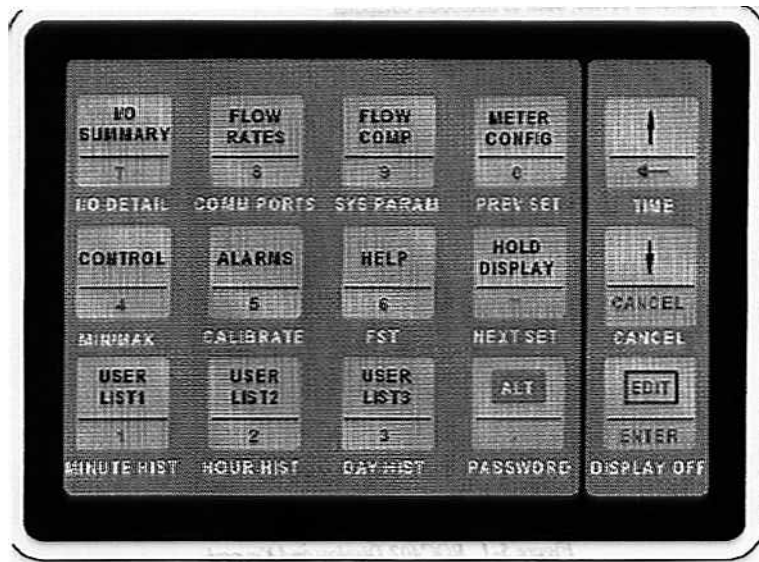 I/O FLOW FLOW METER
SUMMARY RATES COMP CONFIG
7 8 9 0
I/O DETAIL COMM PORTS SYS PARAM PREV SET TIME
CONTROL ALARMS HELP HOLD DISPLAY
4 5 6 CANCEL
MIN/MAX CALIBRATE FST NEXT SET CANCEL
USER USER USER ALT EDIT
LIST1 LIST2 LIST3
1 2 3 . ENTER
MINUTE HIST HOUR HIST DAY HIST PASSWORD DISPLAY OFF